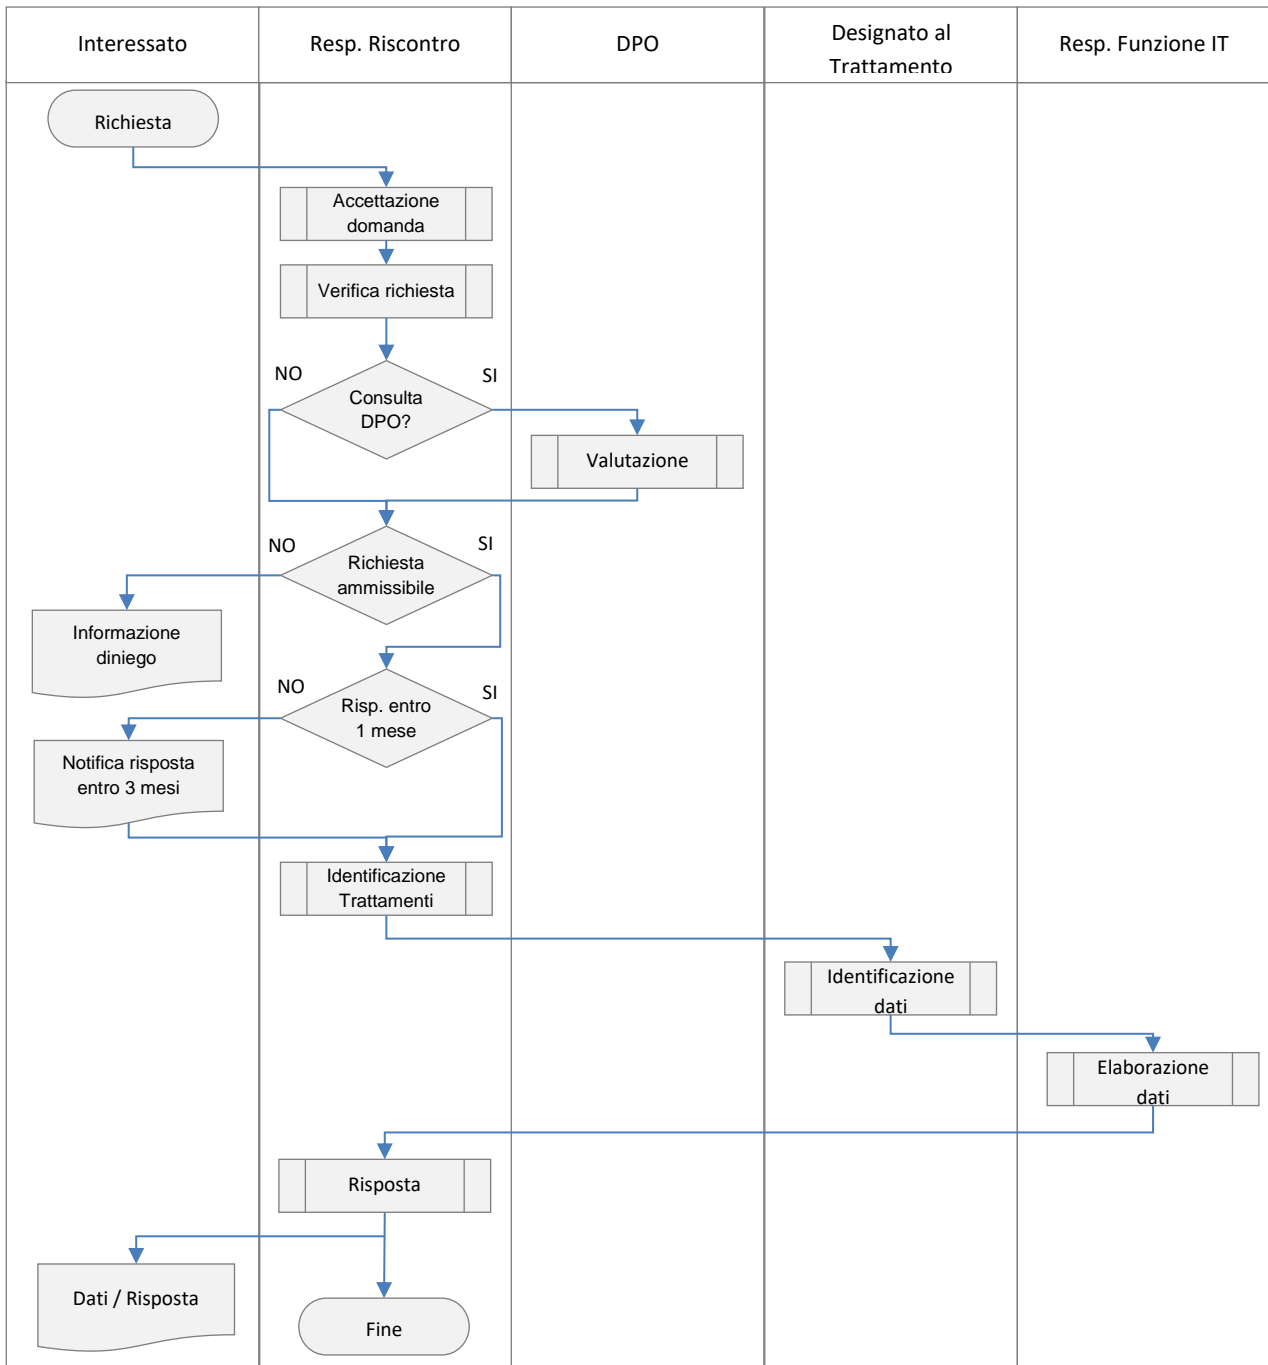 Interessato
Resp. Riscontro
DPO
Designato al
Trattamento
Resp. Funzione IT
Richiesta
Accettazione
domanda
Verifica richiesta
NO
SI
Consulta
DPO?
Valutazione
NO
SI
Richiesta
ammissibile
Informazione
diniego
NO
SI
Risp. entro
1 mese
Notifica risposta
entro 3 mesi
Identificazione
Trattamenti
Identificazione
dati
Elaborazione
dati
Risposta
Dati / Risposta
Fine